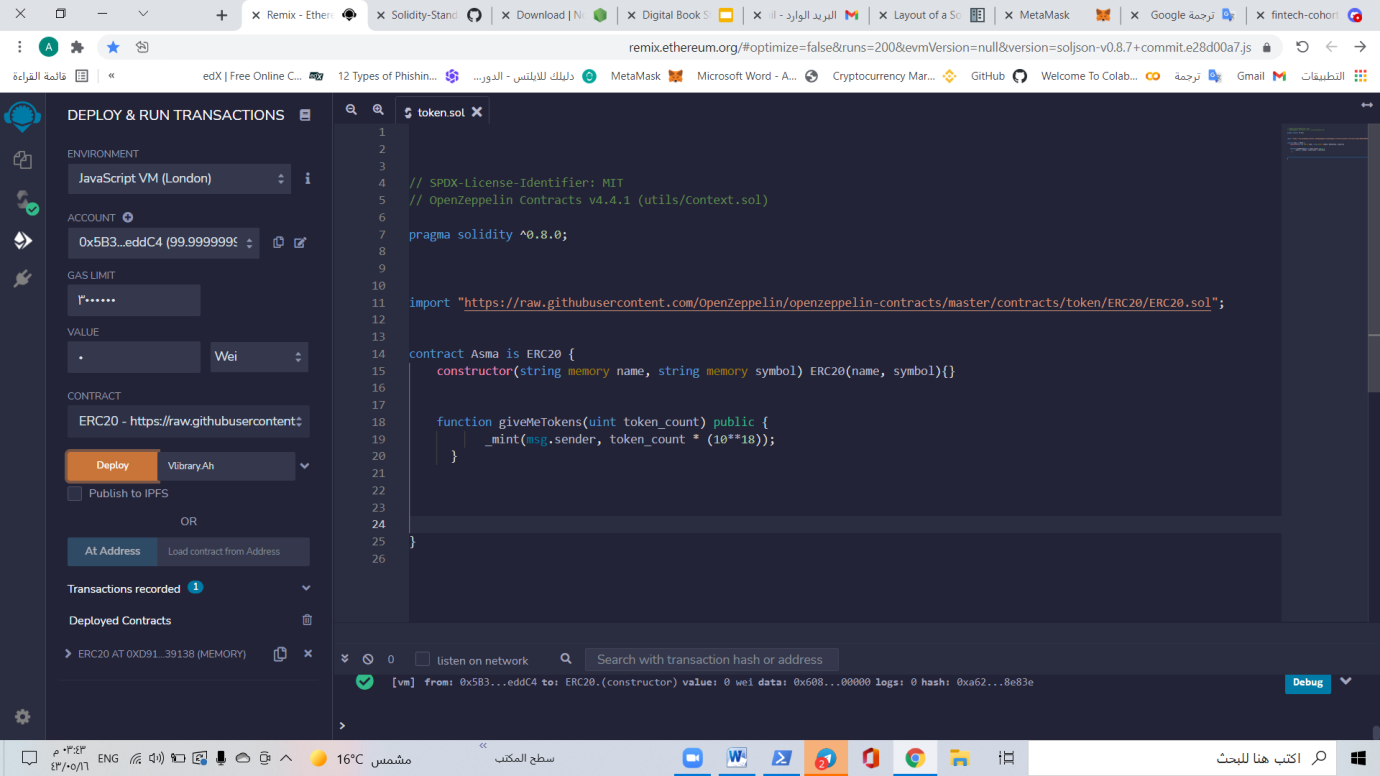 Remix - Ethere
Solidity-Stand
Download | No
Digital Book S
البريد الوارد - il
Layout of a So
MetaMask
ترجمة Google
fintech-cohort
A
remix.ethereum.org/#optimize=false&runs=200&evmVersion=null&version=soljson-v0.8.7+commit.e28d00a7.js
قائمة القراءة
«
edX | Free Online C...
12 Types of Phishin...
دليلك للايلتس - الدور...
MetaMask
Microsoft Word - A...
Cryptocurrency Mar...
GitHub
Welcome To Colab...
ترجمة
Gmail
التطبيقات
DEPLOY & RUN TRANSACTIONS
ENVIRONMENT
JavaScript VM (London)
ACCOUNT
0x5B3...eddC4 (99.9999999
GAS LIMIT
٣٠٠٠٠٠٠
VALUE
٠
Wei
CONTRACT
ERC20 - https://raw.githubusercontent
Deploy
Vlibrary.Ah
Publish to IPFS
OR
At Address
Load contract from Address
Transactions recorded 1
Deployed Contracts
ERC20 AT 0XD91...39138 (MEMORY)
token.sol
1
2
3
4 // SPDX-License-Identifier: MIT
5 // OpenZeppelin Contracts v4.4.1 (utils/Context.sol)
6
7 pragma solidity ^0.8.0;
8
9
10
11 import "https://raw.githubusercontent.com/OpenZeppelin/openzeppelin-contracts/master/contracts/token/ERC20/ERC20.sol";
12
13
14 contract Asma is ERC20 {
15 constructor(string memory name, string memory symbol) ERC20(name, symbol){}
16
17
18 function giveMeTokens(uint token_count) public {
19 _mint(msg.sender, token_count * (10**18));
20 }
21
22
23
24
25 }
26
0
listen on network
Search with transaction hash or address
[vm] from: 0x5B3...eddC4 to: ERC20.(constructor) value: 0 wei data: 0x608...00000 logs: 0 hash: 0xa62...8e83e
Debug
>
٠٣:٤٣ م
٤٣/٠٥/١٦
ENG
16°C
مشمس
«
سطح المكتب
2
اكتب هنا للبحث